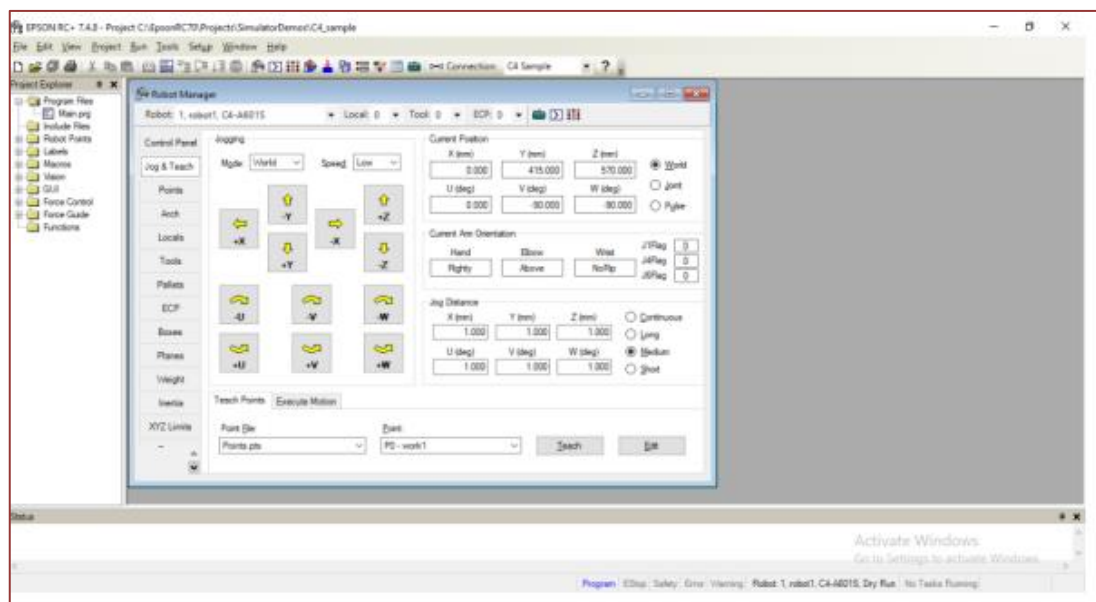 EPSON RC+ 7.4.8 - Project C:\EpsonRC70\Projects\SimulatorDemos\C4_sample
File Edit View Project Run Tools Setup Window Help
Connection: C4 Sample ?
Project Explorer
Program Files
Main.prg
Include Files
Robot Points
Labels
Macros
Vision
GUI
Force Control
Force Guide
Functions
Robot Manager
Robot: 1, robot1, C4-A601S Local: 0 Tool: 0 ECP: 0
Control Panel
Jog & Teach
Points
Arch
Locals
Tools
Pallets
ECP
Boxes
Planes
Weight
Inertia
XYZ Limits
Jogging
Mode: World Speed: Low
-Y +Z
+X -X
+Y -Z
-U -V -W
+U +V +W
Current Position
X (mm) Y (mm) Z (mm)
0.000 415.000 570.000
World
U (deg) V (deg) W (deg)
Joint
0.000 -90.000 -90.000
Pulse
Current Arm Orientation
Hand Elbow Wrist
Righty Above NoFlip
J1Flag 0
J4Flag 0
J6Flag 0
Jog Distance
X (mm) Y (mm) Z (mm)
1.000 1.000 1.000
U (deg) V (deg) W (deg)
1.000 1.000 1.000
Continuous
Long
Medium
Short
Teach Points Execute Motion
Point File: Point:
Points.pts P0 - work1 Teach Edit
Status
Activate Windows
Go to Settings to activate Windows.
Program EStop Safety Error Warning Robot: 1, robot1, C4-A601S, Dry Run No Tasks Running